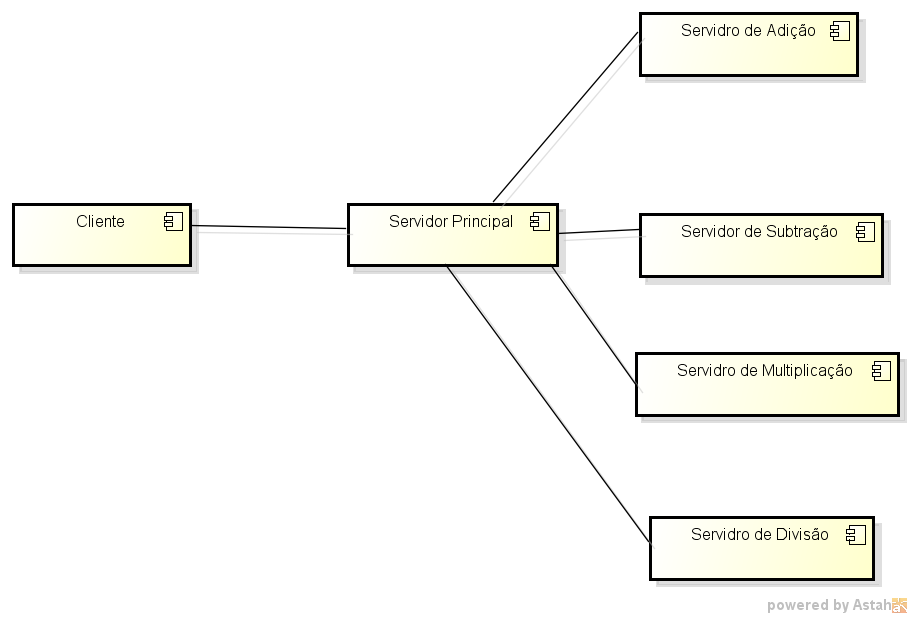 Servidro de Adição
Cliente
Servidor Principal
Servidor de Subtração
Servidro de Multiplicação
Servidro de Divisão
powered by Astah